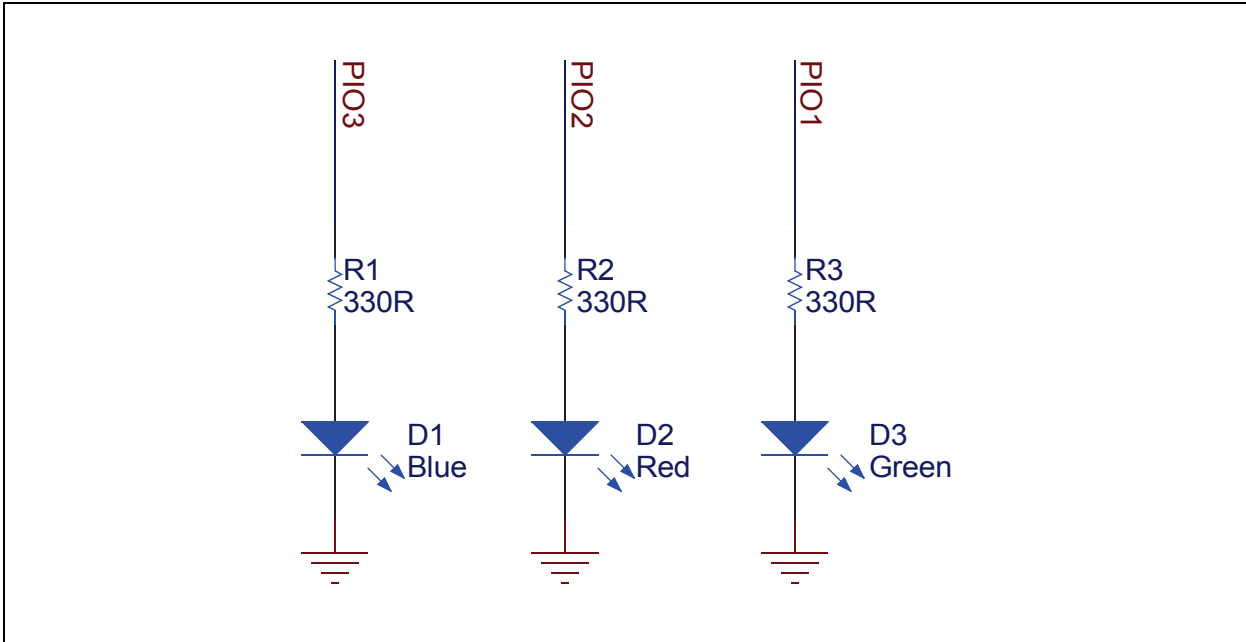 PIO3
PIO2
PIO1
R1
330R
R2
330R
R3
330R
D1
Blue
D2
Red
D3
Green